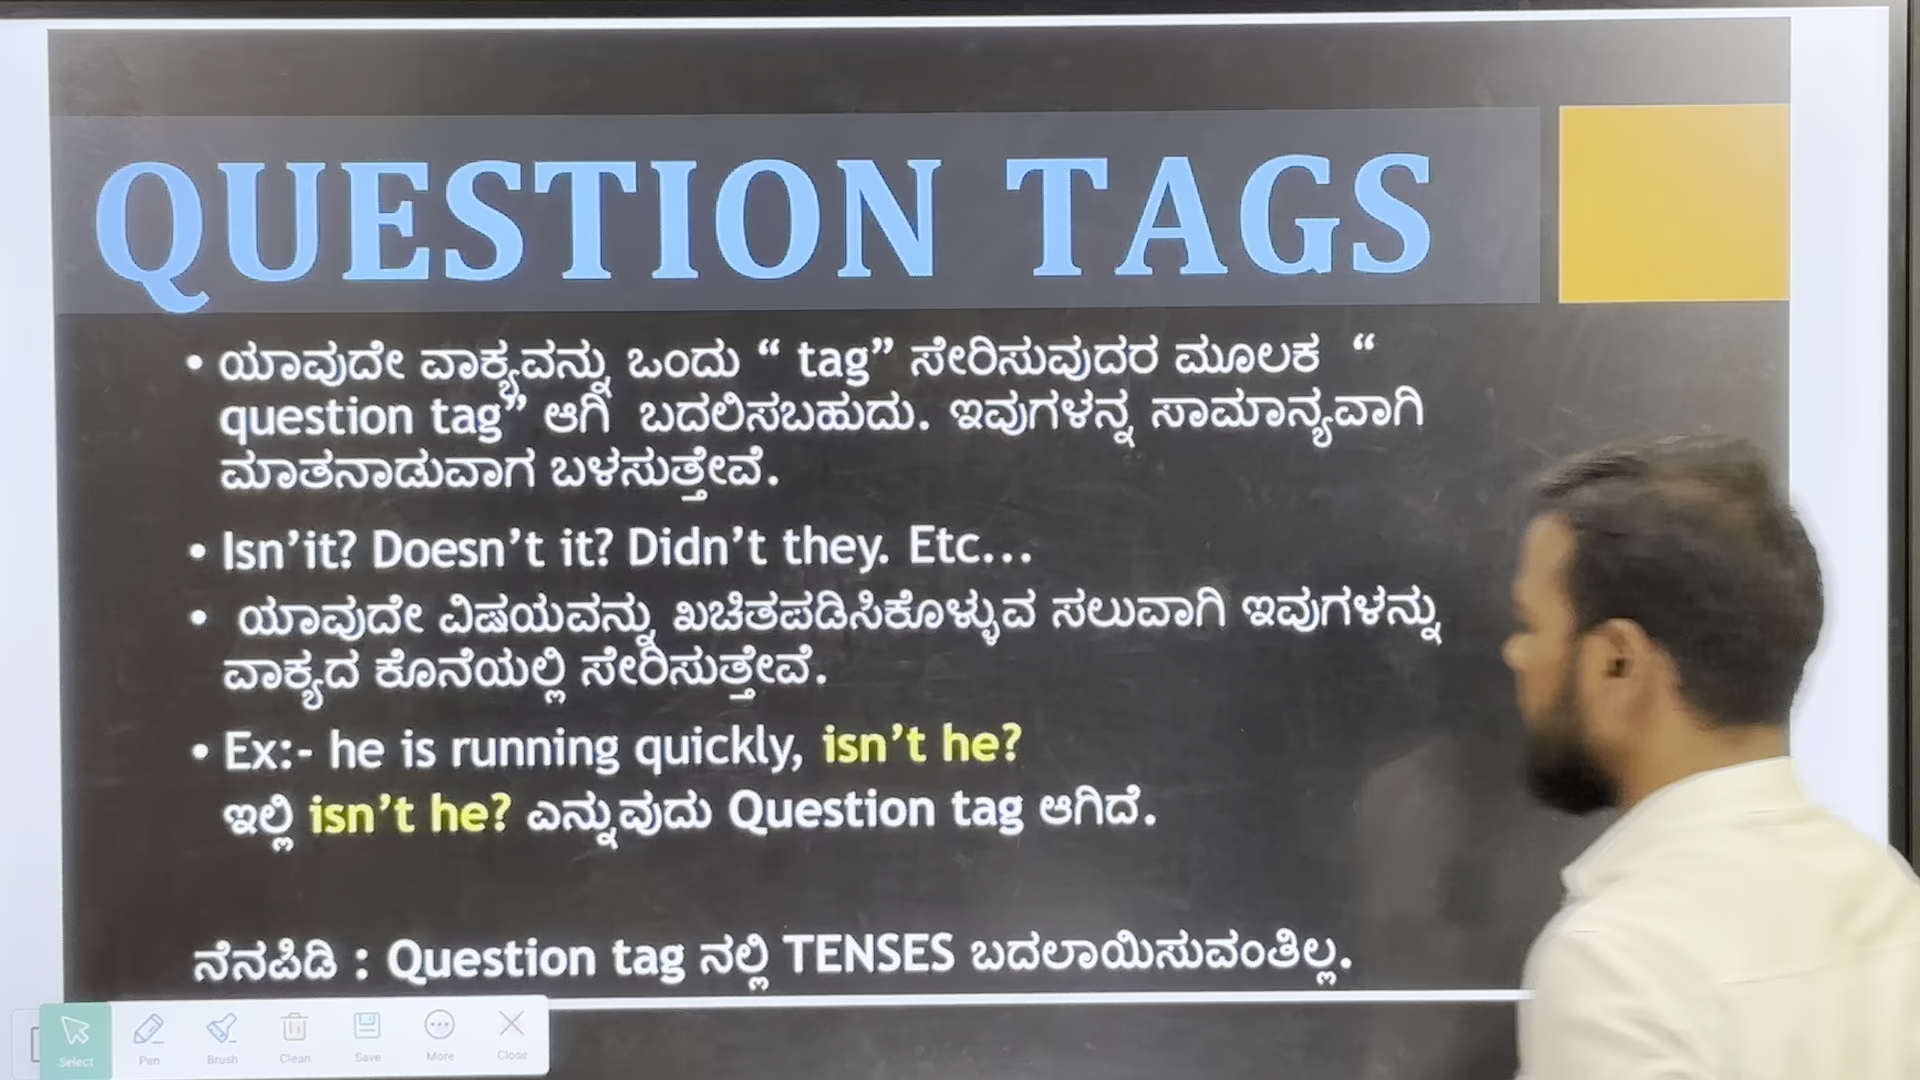 QUESTION TAGS
• ಯಾವುದೇ ವಾಕ್ಯವನ್ನು ಒಂದು “ tag” ಸೇರಿಸುವುದರ ಮೂಲಕ “
question tag” ಆಗಿ ಬದಲಿಸಬಹುದು. ಇವುಗಳನ್ನ ಸಾಮಾನ್ಯವಾಗಿ
ಮಾತನಾಡುವಾಗ ಬಳಸುತ್ತೇವೆ.
• Isn’it? Doesn’t it? Didn’t they. Etc...
• ಯಾವುದೇ ವಿಷಯವನ್ನು ಖಚಿತಪಡಿಸಿಕೊಳ್ಳುವ ಸಲುವಾಗಿ ಇವುಗಳನ್ನು
ವಾಕ್ಯದ ಕೊನೆಯಲ್ಲಿ ಸೇರಿಸುತ್ತೇವೆ.
• Ex:- he is running quickly, isn’t he?
ಇಲ್ಲಿ isn’t he? ಎನ್ನುವುದು Question tag ಆಗಿದೆ.
ನೆನಪಿಡಿ : Question tag ನಲ್ಲಿ TENSES ಬದಲಾಯಿಸುವಂತಿಲ್ಲ.
Select Pen Brush Clean Save More Close